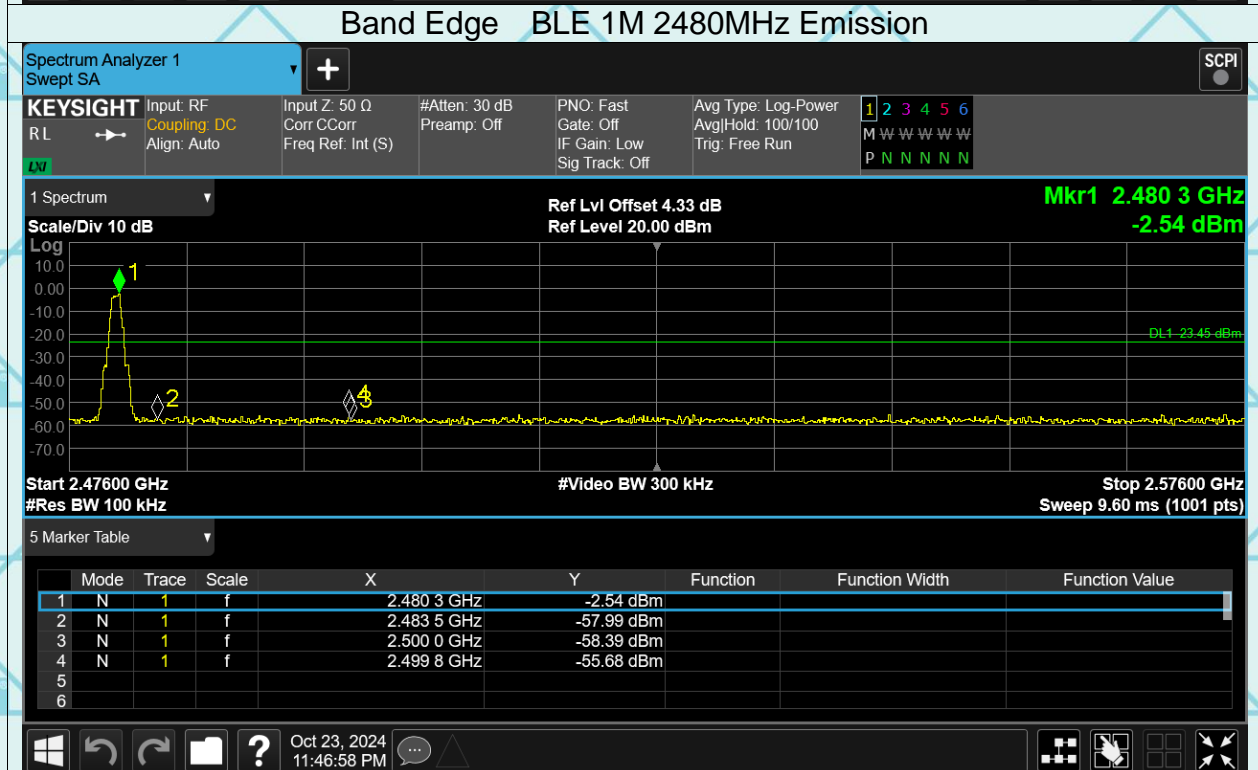 Band Edge BLE 1M 2480MHz Emission
Spectrum Analyzer 1
Swept SA
+
SCPI
KEYSIGHT Input: RF Input Z: 50 Ω #Atten: 30 dB PNO: Fast Avg Type: Log-Power 1 2 3 4 5 6
RL Coupling: DC Corr CCorr Preamp: Off Gate: Off Avg|Hold: 100/100 M W W W W W
Align: Auto Freq Ref: Int (S) IF Gain: Low Trig: Free Run P N N N N N
LXI Sig Track: Off
1 Spectrum Ref Lvl Offset 4.33 dB Mkr1 2.480 3 GHz
Scale/Div 10 dB Ref Level 20.00 dBm -2.54 dBm
Log
10.0
1
0.00
-10.0
-20.0 DL1 -23.45 dBm
-30.0
-40.0
2 4 3
-50.0
-60.0
-70.0
Start 2.47600 GHz #Video BW 300 kHz Stop 2.57600 GHz
#Res BW 100 kHz Sweep 9.60 ms (1001 pts)
5 Marker Table
Mode Trace Scale X Y Function Function Width Function Value
1 N 1 f 2.480 3 GHz -2.54 dBm
2 N 1 f 2.483 5 GHz -57.99 dBm
3 N 1 f 2.500 0 GHz -58.39 dBm
4 N 1 f 2.499 8 GHz -55.68 dBm
5
6
? Oct 23, 2024
11:46:58 PM